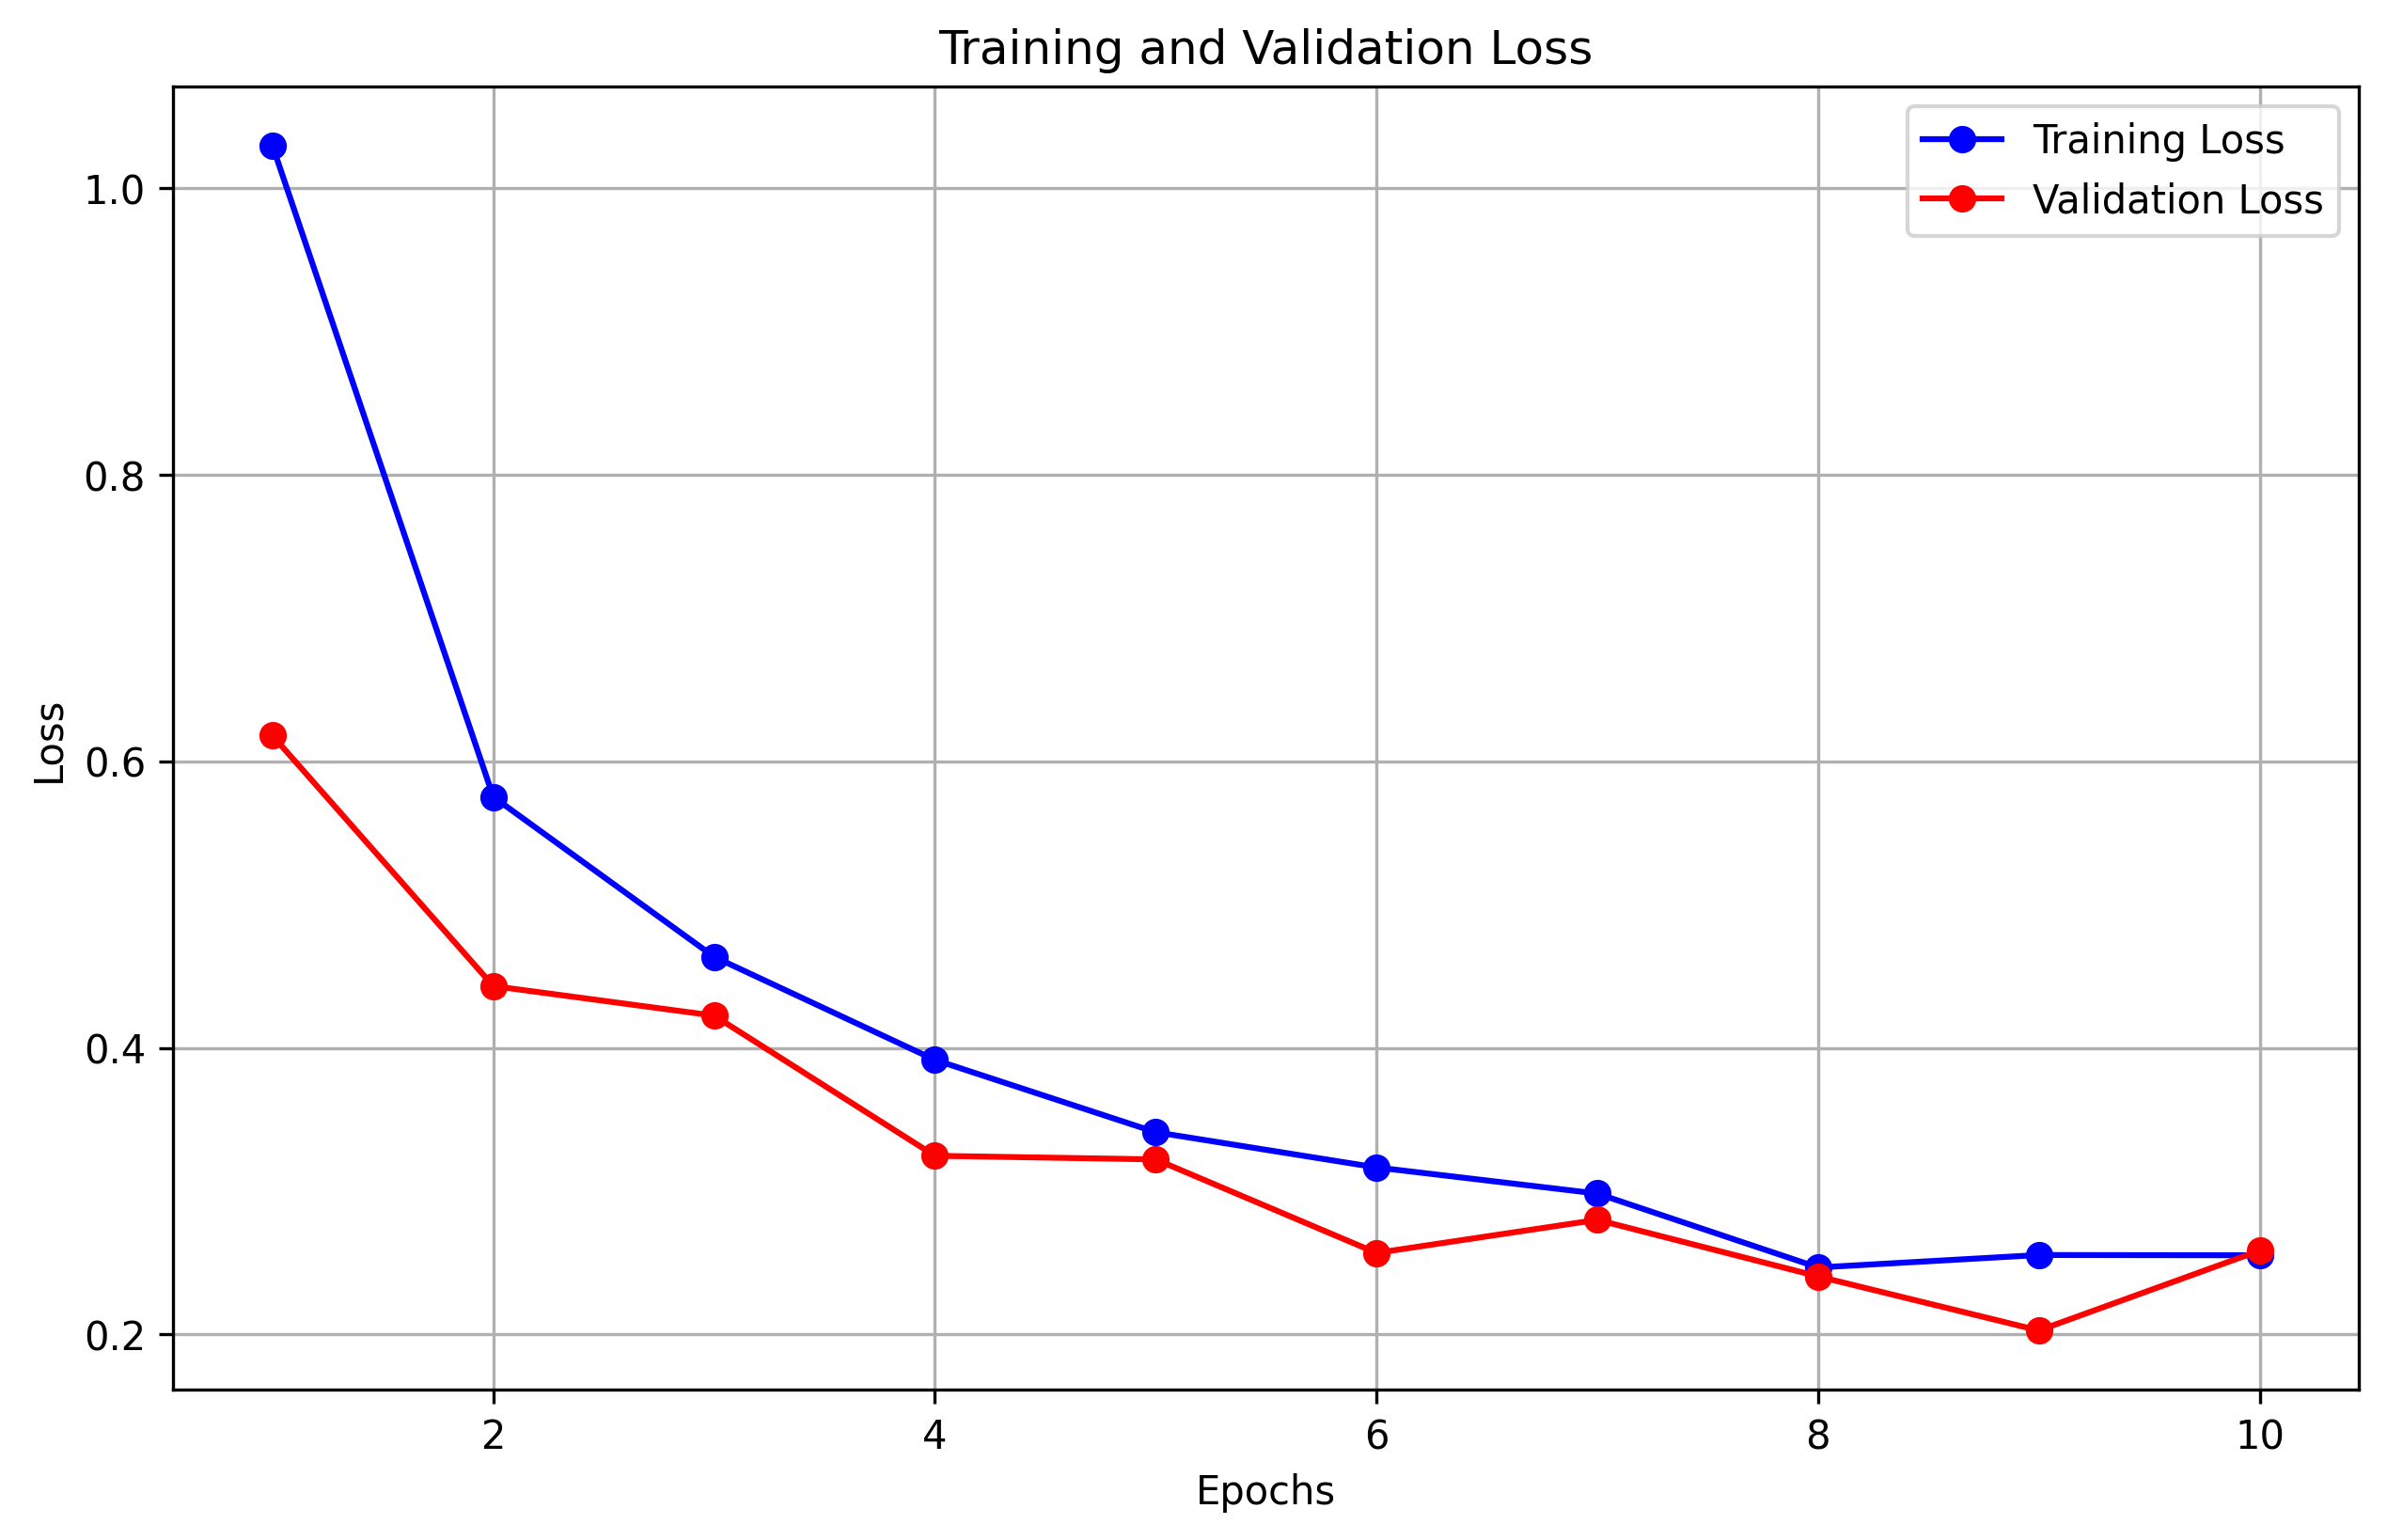 Training and Validation Loss
Training Loss
Validation Loss
1.0
0.8
0.6
0.4
0.2
Loss
2 4 6 8 10
Epochs